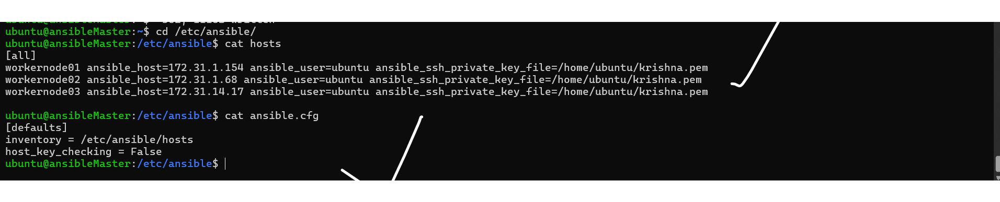 ubuntu@ansibleMaster:~$ cd /etc/ansible/
ubuntu@ansibleMaster:/etc/ansible$ cat hosts
[all]
workernode01 ansible_host=172.31.1.154 ansible_user=ubuntu ansible_ssh_private_key_file=/home/ubuntu/krishna.pem
workernode02 ansible_host=172.31.1.68 ansible_user=ubuntu ansible_ssh_private_key_file=/home/ubuntu/krishna.pem
workernode03 ansible_host=172.31.14.17 ansible_user=ubuntu ansible_ssh_private_key_file=/home/ubuntu/krishna.pem
ubuntu@ansibleMaster:/etc/ansible$ cat ansible.cfg
[defaults]
inventory = /etc/ansible/hosts
host_key_checking = False
ubuntu@ansibleMaster:/etc/ansible$